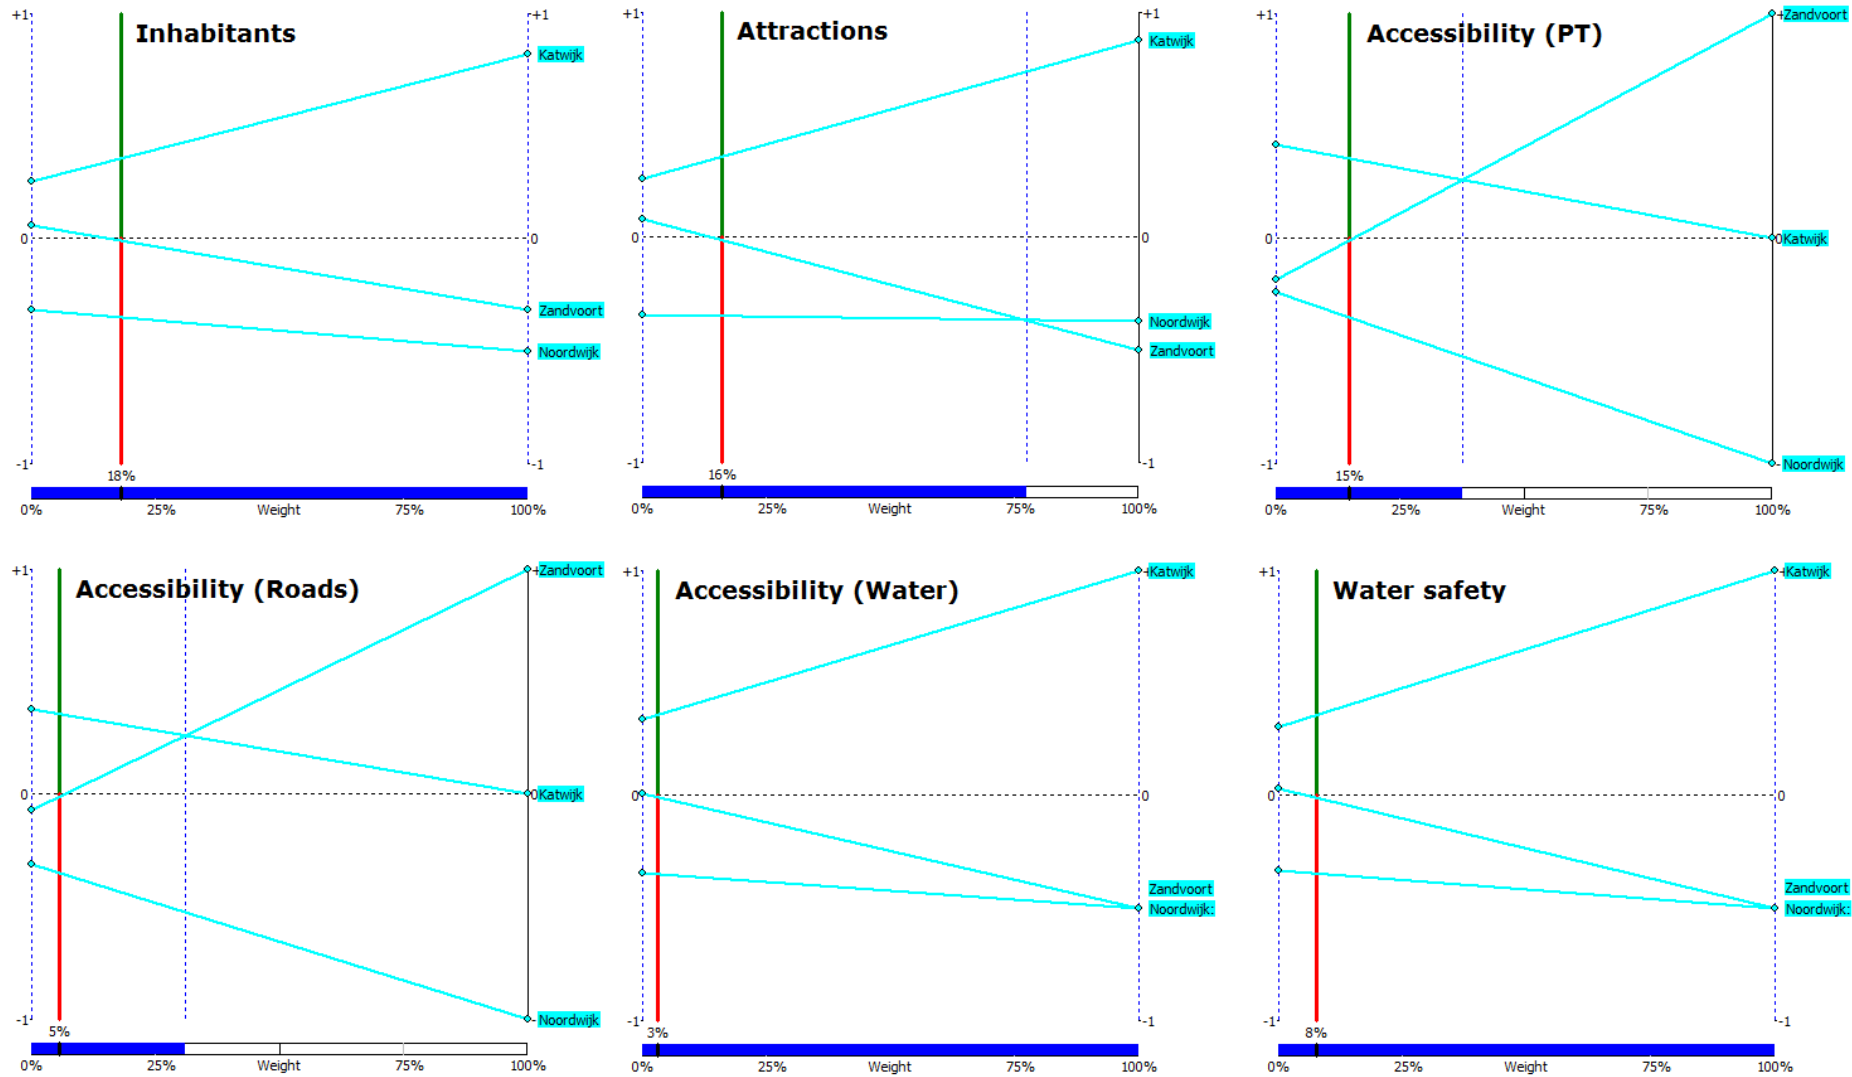 Inhabitants
+1
+1
Katwijk
0
0
Zandvoort
Noordwijk
-1
-1
18%
0%
25%
Weight
75%
100%
Attractions
+1
+1
Katwijk
0
0
Noordwijk
Zandvoort
-1
-1
16%
0%
25%
Weight
75%
100%
Accessibility (PT)
+1
+Zandvoort
0
0Katwijk
-1
-Noordwijk
15%
0%
25%
Weight
75%
100%
Accessibility (Roads)
+1
+Zandvoort
0
0Katwijk
-1
-Noordwijk
5%
0%
25%
Weight
75%
100%
Accessibility (Water)
+1
+Katwijk
0
0
Zandvoort
Noordwijk:
-1
-1
3%
0%
25%
Weight
75%
100%
Water safety
+1
+Katwijk
0
0
Zandvoort
Noordwijk:
-1
-1
8%
0%
25%
Weight
75%
100%